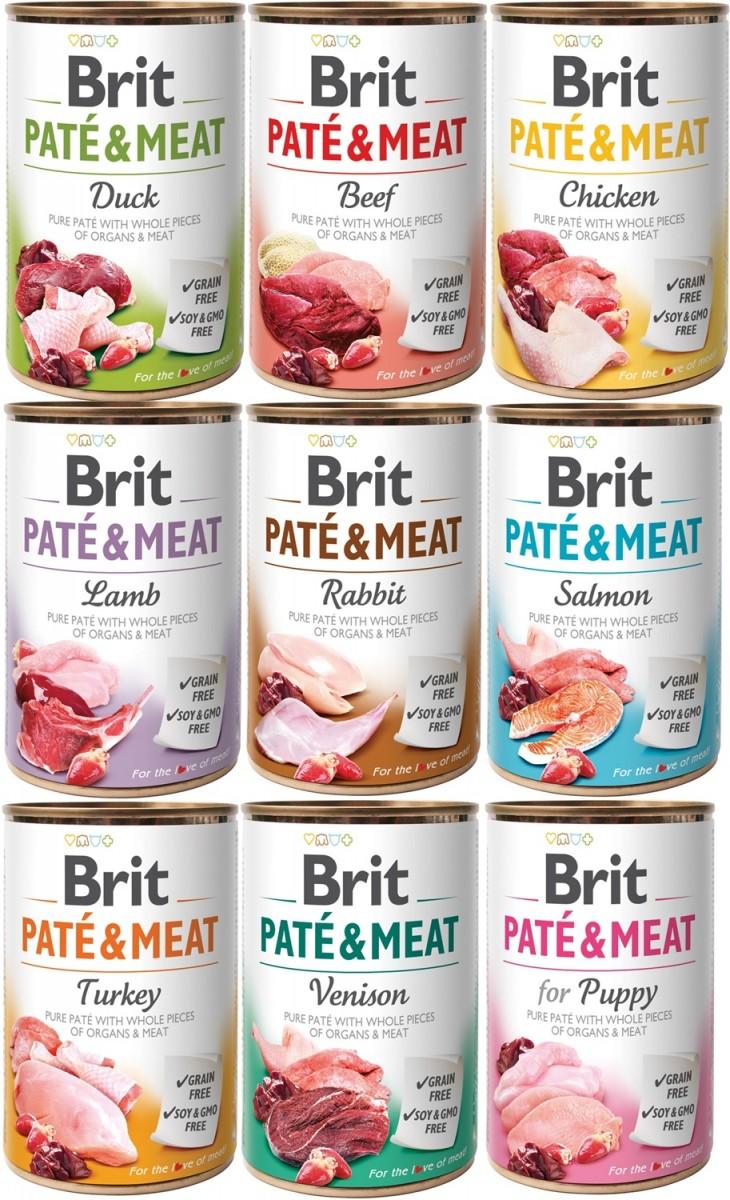 Brit
PATÉ & MEAT
Duck
PURE PATÉ WITH WHOLE PIECES
OF ORGANS & MEAT
✓GRAIN
FREE
✓SOY & GMO
FREE
For the love of meat!
Brit
PATÉ & MEAT
Beef
PURE PATÉ WITH WHOLE PIECES
OF ORGANS & MEAT
✓GRAIN
FREE
✓SOY & GMO
FREE
For the love of meat!
Brit
PATÉ & MEAT
Chicken
PURE PATÉ WITH WHOLE PIECES
OF ORGANS & MEAT
✓GRAIN
FREE
✓SOY & GMO
FREE
For the love of meat!
Brit
PATÉ & MEAT
Lamb
PURE PATÉ WITH WHOLE PIECES
OF ORGANS & MEAT
✓GRAIN
FREE
✓SOY & GMO
FREE
For the love of meat!
Brit
PATÉ & MEAT
Rabbit
PURE PATÉ WITH WHOLE PIECES
OF ORGANS & MEAT
✓GRAIN
FREE
✓SOY & GMO
FREE
For the love of meat!
Brit
PATÉ & MEAT
Salmon
PURE PATÉ WITH WHOLE PIECES
OF ORGANS & MEAT
✓GRAIN
FREE
✓SOY & GMO
FREE
For the love of meat!
Brit
PATÉ & MEAT
Turkey
PURE PATÉ WITH WHOLE PIECES
OF ORGANS & MEAT
✓GRAIN
FREE
✓SOY & GMO
FREE
For the love of meat!
Brit
PATÉ & MEAT
Venison
PURE PATÉ WITH WHOLE PIECES
OF ORGANS & MEAT
✓GRAIN
FREE
✓SOY & GMO
FREE
For the love of meat!
Brit
PATÉ & MEAT
for Puppy
PURE PATÉ WITH WHOLE PIECES
OF ORGANS & MEAT
✓GRAIN
FREE
✓SOY & GMO
FREE
For the love of meat!